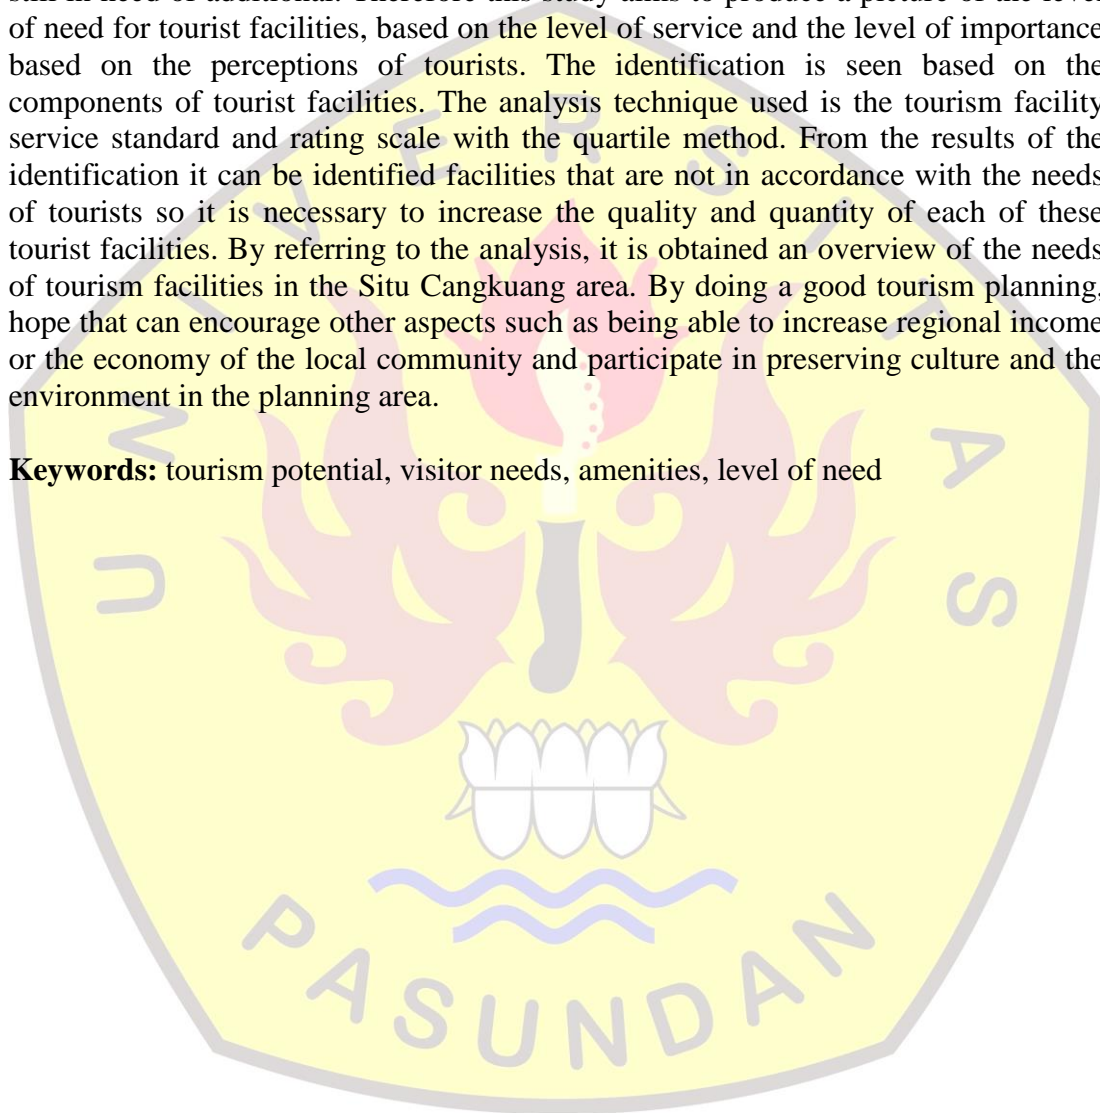 still in need of additional. Therefore this study aims to produce a picture of the level
of need for tourist facilities, based on the level of service and the level of importance
based on the perceptions of tourists. The identification is seen based on the
components of tourist facilities. The analysis technique used is the tourism facility
service standard and rating scale with the quartile method. From the results of the
identification it can be identified facilities that are not in accordance with the needs
of tourists so it is necessary to increase the quality and quantity of each of these
tourist facilities. By referring to the analysis, it is obtained an overview of the needs
of tourism facilities in the Situ Cangkuang area. By doing a good tourism planning,
hope that can encourage other aspects such as being able to increase regional income
or the economy of the local community and participate in preserving culture and the
environment in the planning area.
Keywords: tourism potential, visitor needs, amenities, level of need
UNIVERSITAS
PASUNDAN